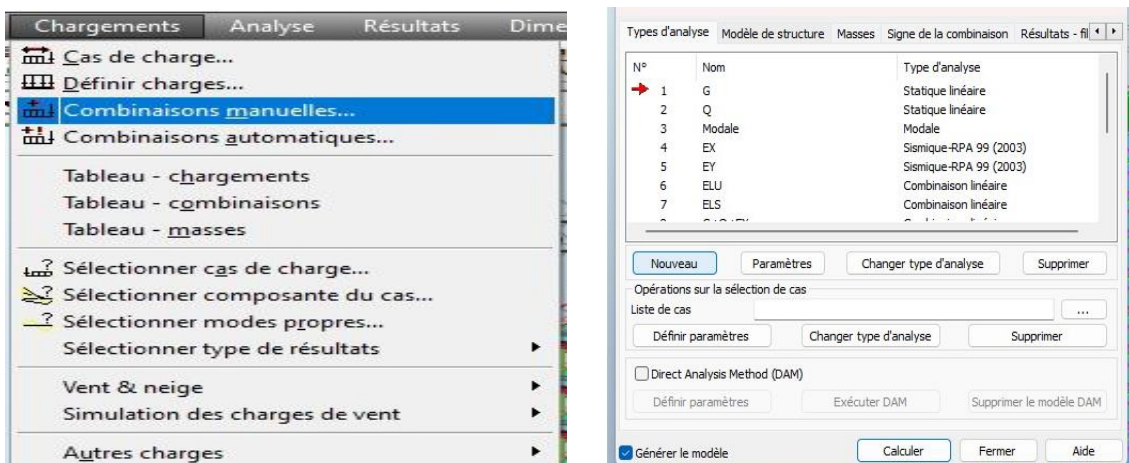 Chargements Analyse Résultats Dime
Cas de charge...
Définir charges...
Combinaisons manuelles...
Combinaisons automatiques...
Tableau - chargements
Tableau - combinaisons
Tableau - masses
Sélectionner cas de charge...
Sélectionner composante du cas...
Sélectionner modes propres...
Sélectionner type de résultats
Vent & neige
Simulation des charges de vent
Autres charges
Types d'analyse Modèle de structure Masses Signe de la combinaison Résultats - fil
N° Nom Type d'analyse
1 G Statique linéaire
2 Q Statique linéaire
3 Modale Modale
4 EX Sismique-RPA 99 (2003)
5 EY Sismique-RPA 99 (2003)
6 ELU Combinaison linéaire
7 ELS Combinaison linéaire
Nouveau Paramètres Changer type d'analyse Supprimer
Opérations sur la sélection de cas
Liste de cas ...
Définir paramètres Changer type d'analyse Supprimer
Direct Analysis Method (DAM)
Définir paramètres Exécuter DAM Supprimer le modèle DAM
Générer le modèle Calculer Fermer Aide